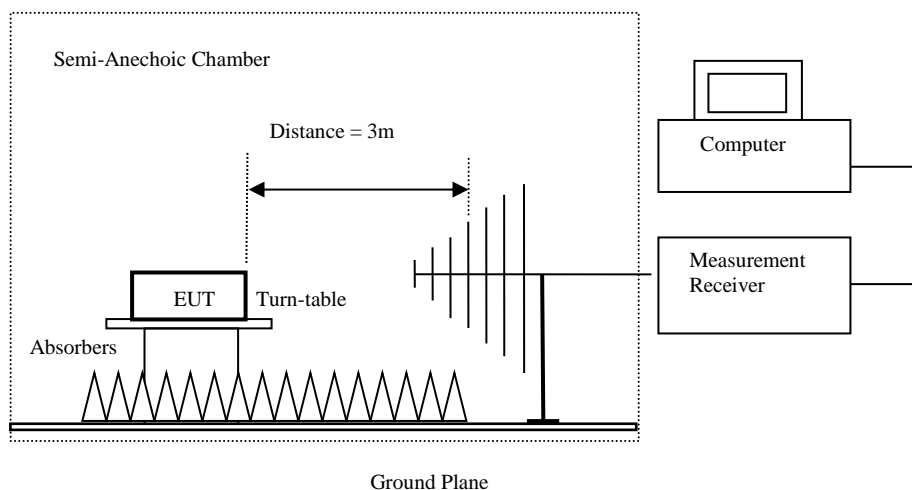 Semi-Anechoic Chamber
Distance = 3m
Computer
Measurement
Receiver
EUT
Turn-table
Absorbers
Ground Plane